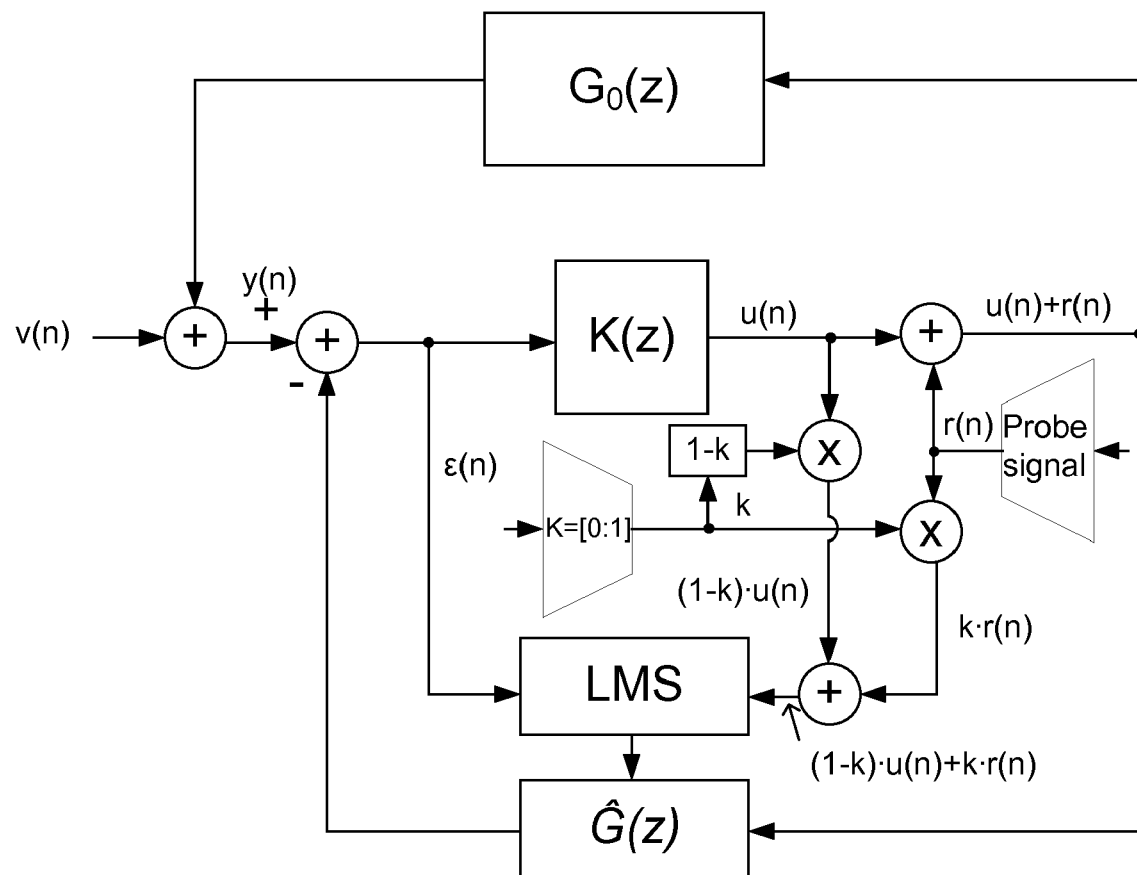 G₀(z)
y(n)
+
v(n)
+
+
-
K(z)
u(n)
+
u(n)+r(n)
r(n)
Probe
signal
1-k
x
ε(n)
K=[0:1]
k
x
(1-k)·u(n)
k·r(n)
LMS
+
(1-k)·u(n)+k·r(n)
Ĝ(z)